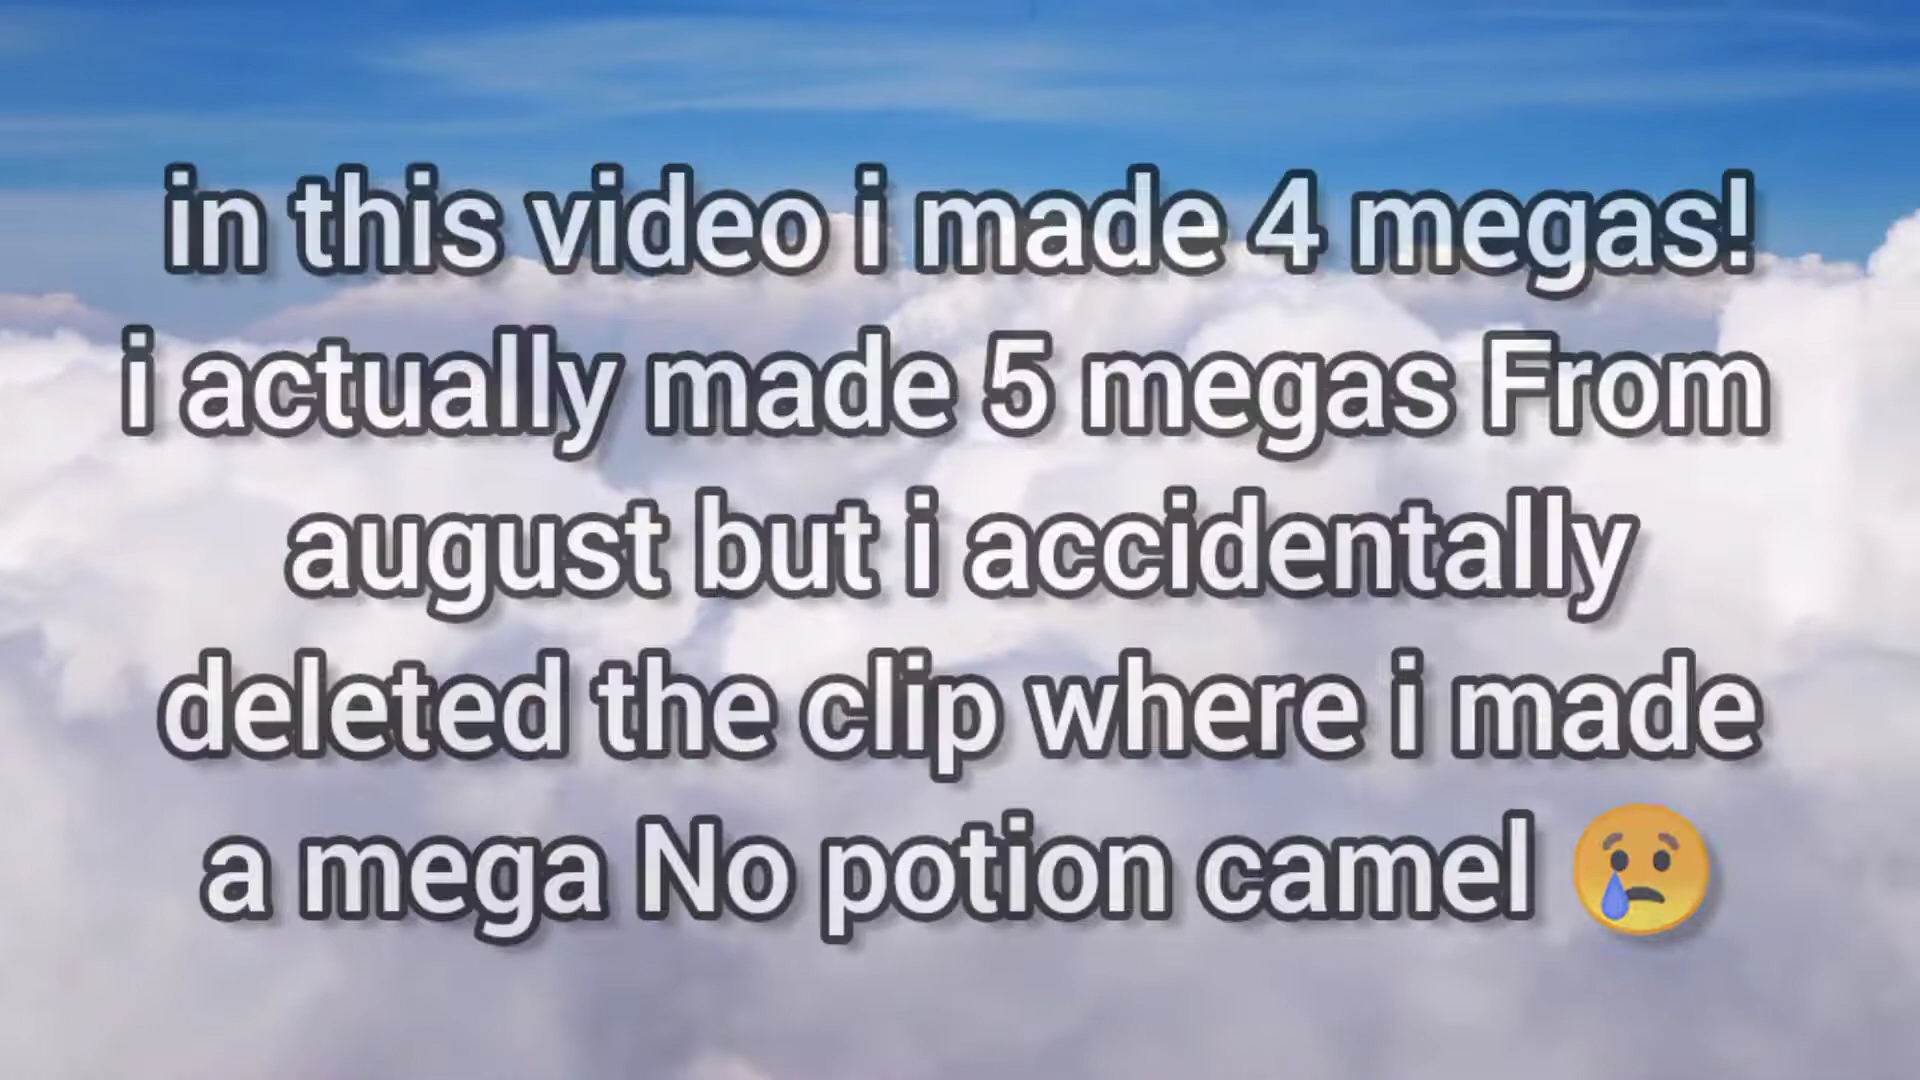 in this video i made 4 megas!
i actually made 5 megas From
august but i accidentally
deleted the clip where i made
a mega No potion camel 😢